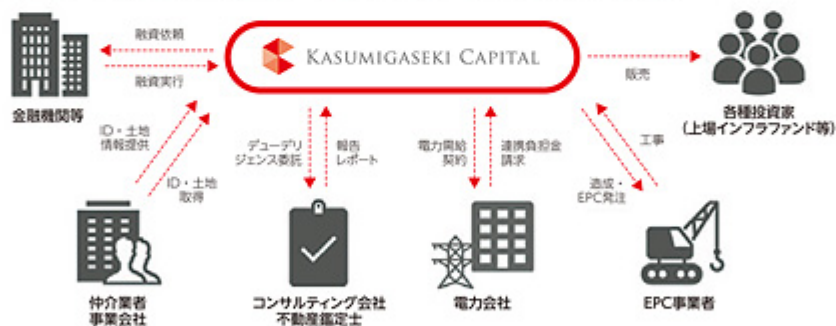 融資依頼
融資実行
金融機関等
KASUMIGASEKI CAPITAL
販売
各種投資家
(上場インフラファンド等)
ID・土地
情報提供
ID・土地
取得
デューデリ
ジェンス委託
報告
レポート
電力需給
契約
連携負担金
請求
工事
造成・
EPC発注
仲介業者
事業会社
コンサルティング会社
不動産鑑定士
電力会社
EPC事業者